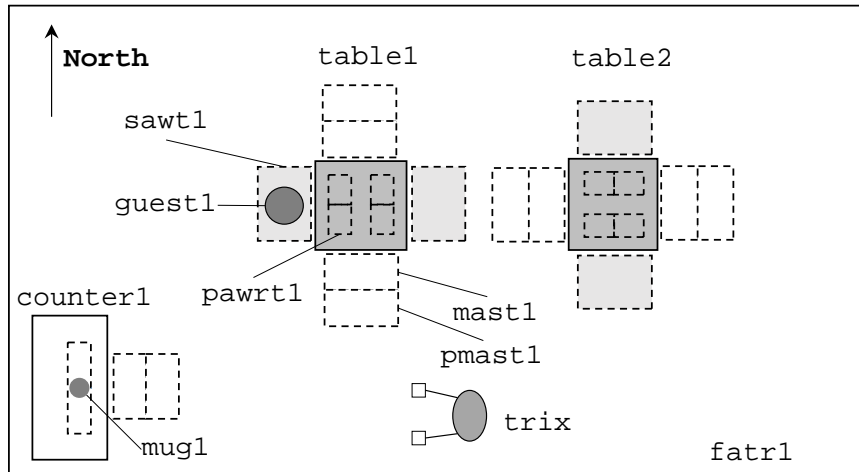 North
table1
table2
sawt1
guest1
pawrt1
counter1
mast1
pmast1
mug1
trix
fatr1